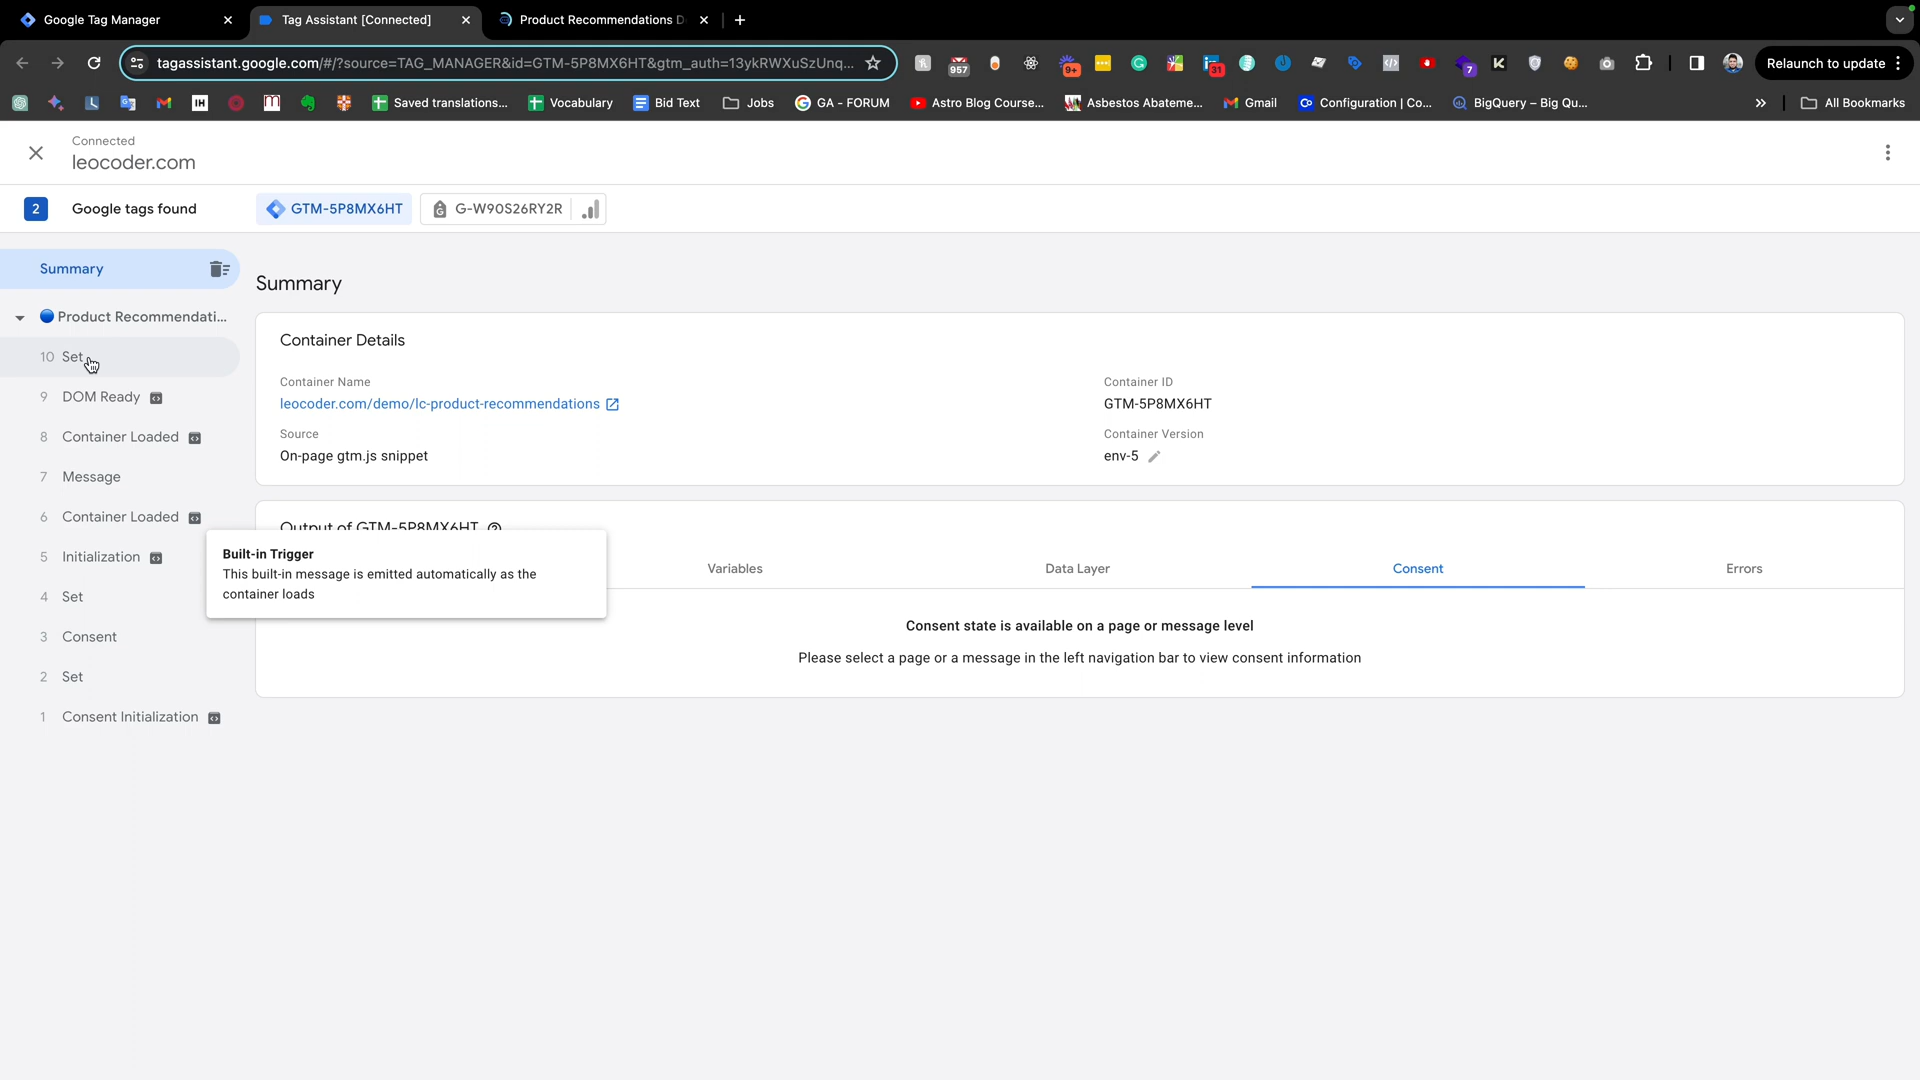 Google Tag Manager
Tag Assistant [Connected]
Product Recommendations D
tagassistant.google.com/#/?source=TAG_MANAGER&id=GTM-5P8MX6HT&gtm_auth=13ykRWXuSzUnq...
957
9+
31
7
Relaunch to update
IH
Saved translations...
Vocabulary
Bid Text
Jobs
GA - FORUM
Astro Blog Course...
Asbestos Abateme...
Gmail
Configuration | Co...
BigQuery – Big Qu...
All Bookmarks
Connected
leocoder.com
2 Google tags found
GTM-5P8MX6HT
G-W90S26RY2R
Summary
Product Recommendati...
10 Set
9 DOM Ready
8 Container Loaded
7 Message
6 Container Loaded
5 Initialization
4 Set
3 Consent
2 Set
1 Consent Initialization
Summary
Container Details
Container Name
leocoder.com/demo/lc-product-recommendations
Container ID
GTM-5P8MX6HT
Source
On-page gtm.js snippet
Container Version
env-5
Output of GTM-5P8MX6HT
Built-in Trigger
This built-in message is emitted automatically as the
container loads
Variables
Data Layer
Consent
Errors
Consent state is available on a page or message level
Please select a page or a message in the left navigation bar to view consent information